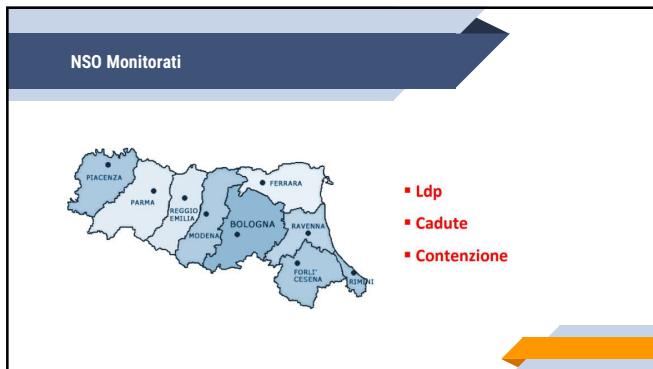 NSO Monitorati
PIACENZA
PARMA
REGGIO
EMILIA
MODENA
BOLOGNA
FERRARA
RAVENNA
FORLI'
CESENA
RIMINI
▪ Ldp
▪ Cadute
▪ Contenzione